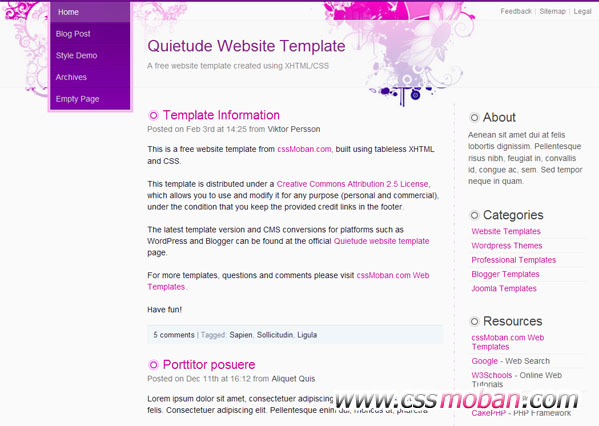 Home
Blog Post
Style Demo
Archives
Empty Page
Feedback | Sitemap | Legal
Quietude Website Template
A free website template created using XHTML/CSS
Template Information
Posted on Feb 3rd at 14:25 from Viktor Persson
This is a free website template from cssMoban.com, built using tableless XHTML
and CSS.
This template is distributed under a Creative Commons Attribution 2.5 License,
which allows you to use and modify it for any purpose (personal and commercial),
under the condition that you keep the provided credit links in the footer.
The latest template version and CMS conversions for platforms such as
WordPress and Blogger can be found at the official Quietude website template
page.
For more templates, questions and comments please visit cssMoban.com Web
Templates.
Have fun!
5 comments | Tagged: Sapien, Sollicitudin, Ligula
Porttitor posuere
Posted on Dec 11th at 16:12 from Aliquet Quis
Lorem ipsum dolor sit amet, consectetuer adipiscing
felis. Consectetuer adipiscing elit. Pellentesque enim dui, rhoncus ut, pharetra
About
Aenean sit amet dui at felis
lobortis dignissim. Pellentesque
risus nibh, feugiat in, convallis
id, congue ac, sem. Sed tempor
neque in quam.
Categories
Website Templates
Wordpress Themes
Professional Templates
Blogger Templates
Joomla Templates
Resources
cssMoban.com Web
Templates
Google - Web Search
W3Schools - Online Web
Tutorials
CakePHP - PHP Framework
www.cssmoban.com